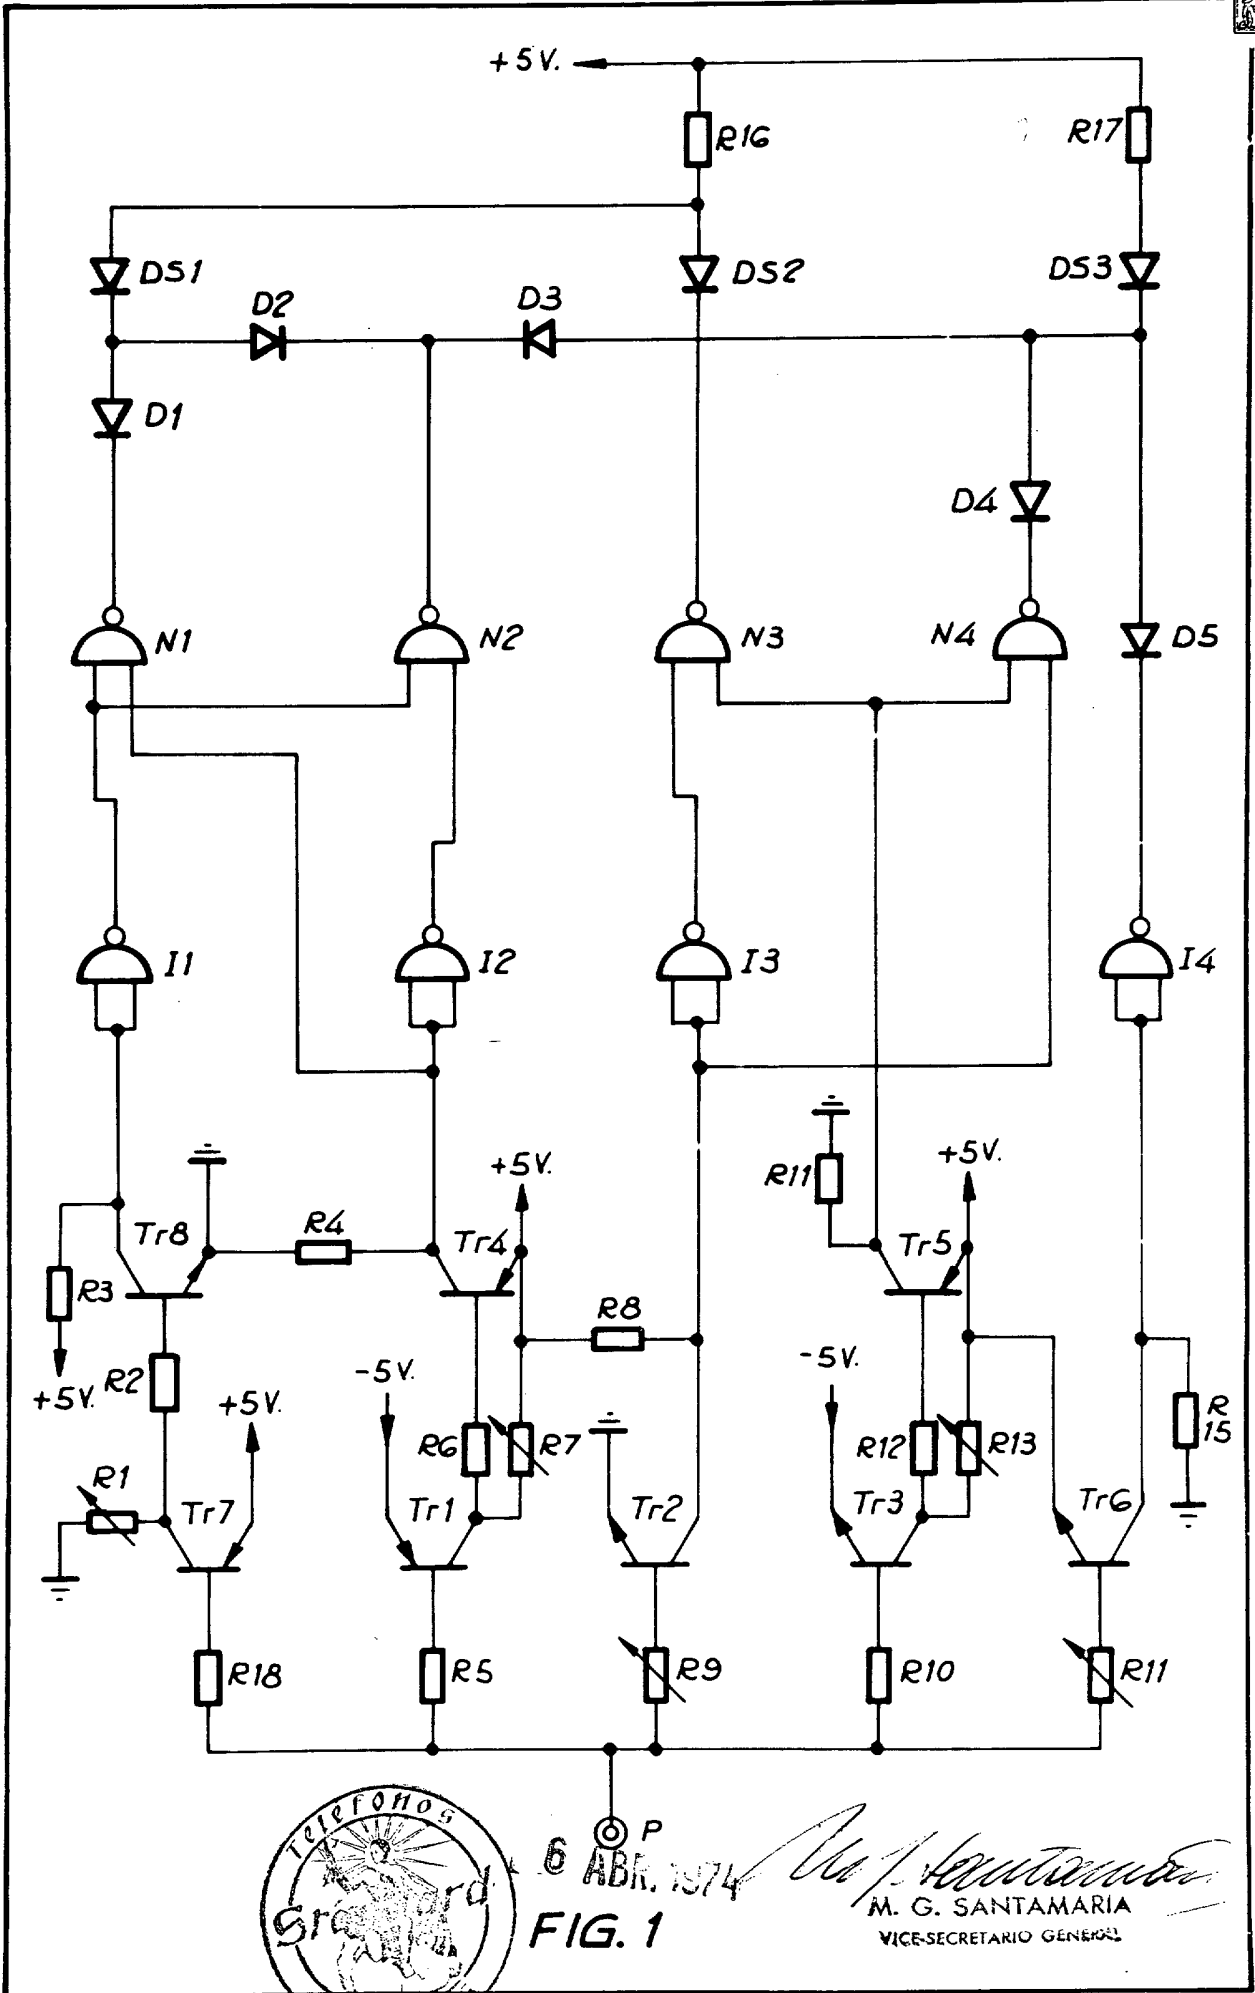 +5V.
R16
R17
DS1
DS2
DS3
D2
D3
D1
D4
N1
N2
N3
N4
D5
I1
I2
I3
I4
R11
+5V.
+5V.
Tr8
R4
Tr4
Tr5
R3
R8
+5V.
R2
+5V.
-5V.
-5V.
R6
R7
R12
R13
R
15
R1
Tr7
Tr1
Tr2
Tr3
Tr6
R18
R5
R9
R10
R11
P
Teléfonos
6 ABR. 1974
FIG. 1
M. G. SANTAMARIA
VICE-SECRETARIO GENERAL